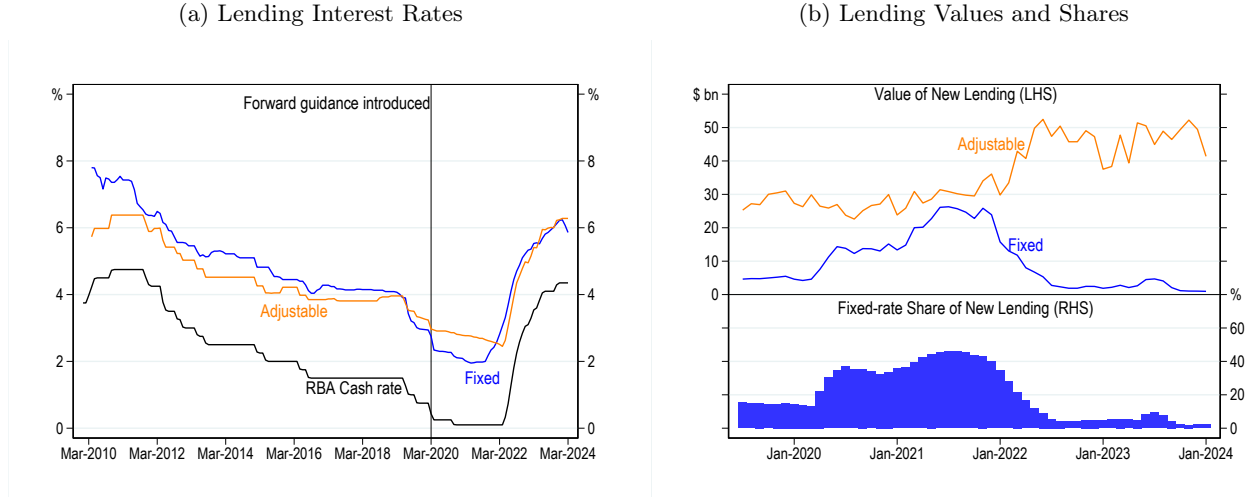 (a) Lending Interest Rates
% %
Forward guidance introduced
8 8
6 6
4 4
Adjustable
2 2
RBA Cash rate
Fixed
0 0
Mar-2010 Mar-2012 Mar-2014 Mar-2016 Mar-2018 Mar-2020 Mar-2022 Mar-2024
(b) Lending Values and Shares
$ bn
Value of New Lending (LHS)
50
Adjustable
40
30
20
Fixed
10
0 %
Fixed-rate Share of New Lending (RHS)
60
40
20
0
Jan-2020 Jan-2021 Jan-2022 Jan-2023 Jan-2024